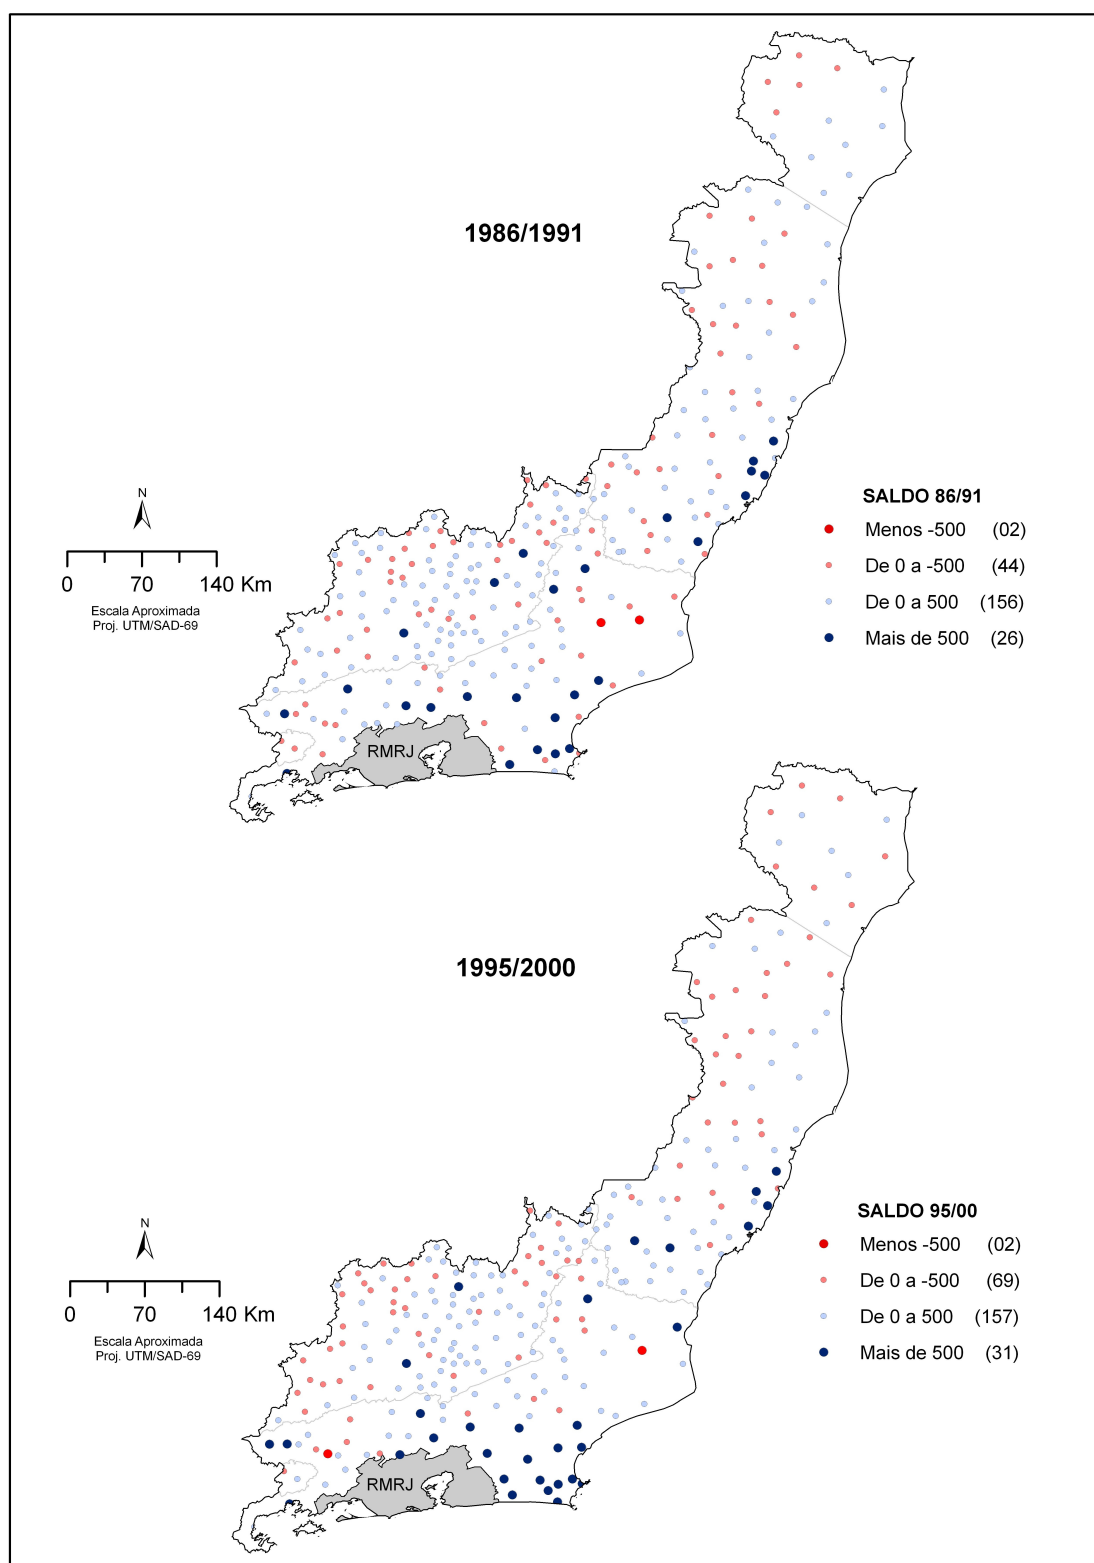 1986/1991
N
0 70 140 Km
Escala Aproximada
Proj. UTM/SAD-69
SALDO 86/91
Menos -500 (02)
De 0 a -500 (44)
De 0 a 500 (156)
Mais de 500 (26)
RMRJ
1995/2000
N
0 70 140 Km
Escala Aproximada
Proj. UTM/SAD-69
SALDO 95/00
Menos -500 (02)
De 0 a -500 (69)
De 0 a 500 (157)
Mais de 500 (31)
RMRJ